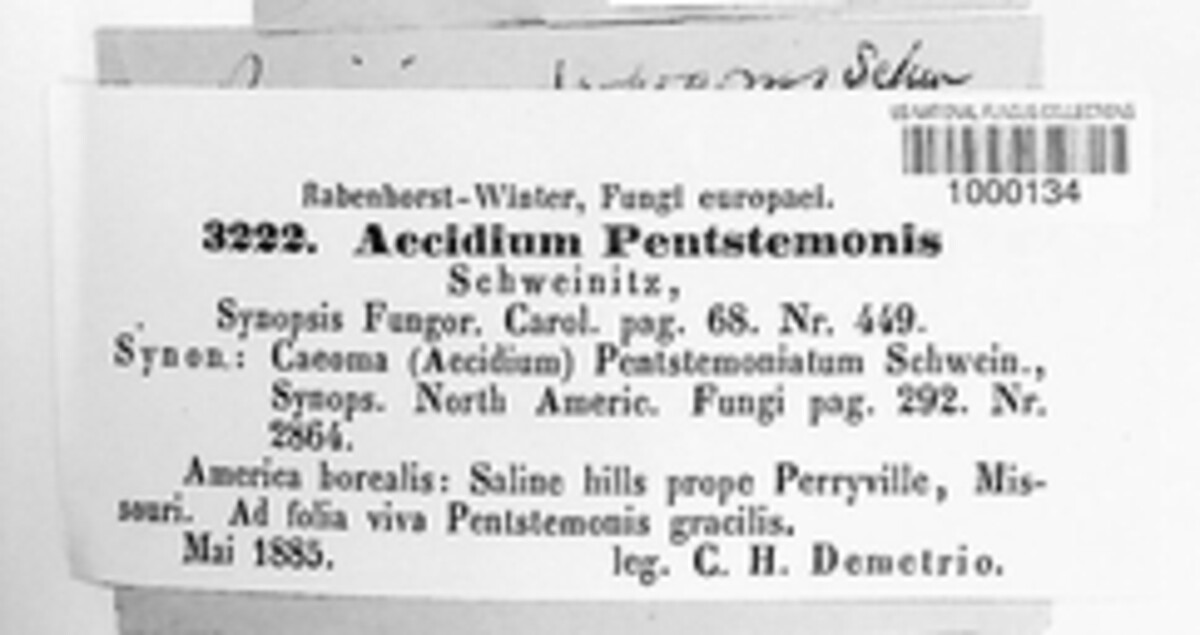 Schw
US NATIONAL FUNGUS COLLECTIONS
1000134
Rabenhorst-Winter, Fungi europaei.
3222. Aecidium Pentstemonis
Schweinitz,
Synopsis Fungor. Carol. pag. 68. Nr. 449.
Synon.: Caeoma (Aecidium) Pentstemoniatum Schwein.,
Synops. North Americ. Fungi pag. 292. Nr.
2864.
America borealis: Saline hills prope Perryville, Mis-
souri. Ad folia viva Pentstemonis gracilis.
Mai 1885. leg. C. H. Demetrio.